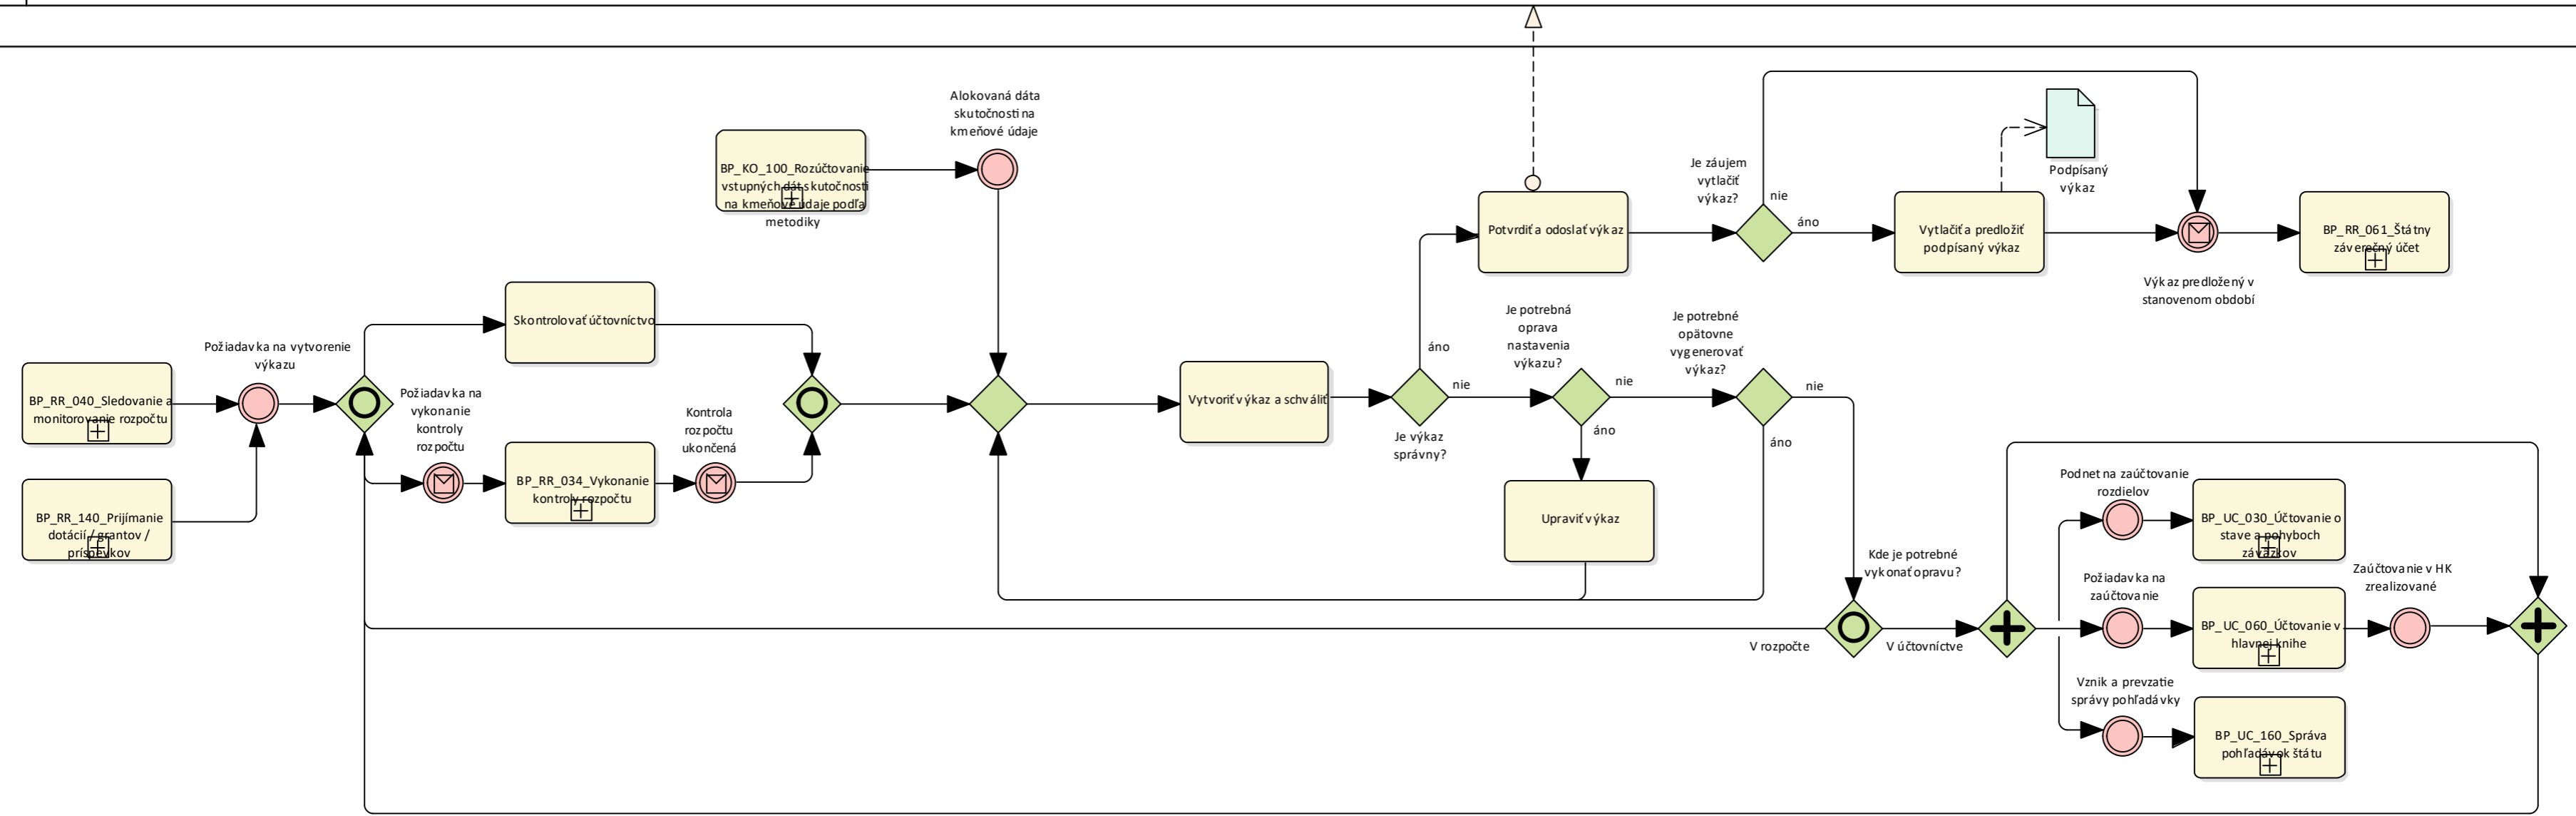 Alokovaná dáta
skutočnosti na
kmeňové údaje
BP_KO_100_Rozúčtovanie
vstupných dát skutočnosti
na kmeňové údaje podľa
metodiky
Je záujem
vytlačiť
výkaz?
nie
áno
Podpísaný
výkaz
Potvrdiť a odoslať výkaz
Vytlačiť a predložiť
podpísaný výkaz
BP_RR_061_Štátny
záverečný účet
Výkaz predložený v
stanovenom období
Skontrolovať účtovníctvo
Požiadavka na vytvorenie
výkazu
BP_RR_040_Sledovanie a
monitorovanie rozpočtu
Požiadavka na
vykonanie
kontroly
rozpočtu
Kontrola
rozpočtu
ukončená
BP_RR_034_Vykonanie
kontroly rozpočtu
BP_RR_140_Prijímanie
dotácií / grantov /
príspevkov
Vytvoriť výkaz a schváliť
áno
nie
Je výkaz
správny?
Je potrebná
oprava
nastavenia
výkazu?
nie
áno
Upraviť výkaz
Je potrebné
opätovne
vygenerovať
výkaz?
nie
áno
Kde je potrebné
vykonať opravu?
V rozpočte
V účtovníctve
Podnet na zaúčtovanie
rozdielov
BP_UC_030_Účtovanie o
stave a pohyboch
záväzkov
Požiadavka na
zaúčtovanie
BP_UC_060_Účtovanie v
hlavnej knihe
Zaúčtovanie v HK
zrealizované
Vznik a prevzatie
správy pohľadávky
BP_UC_160_Správa
pohľadávok štátu